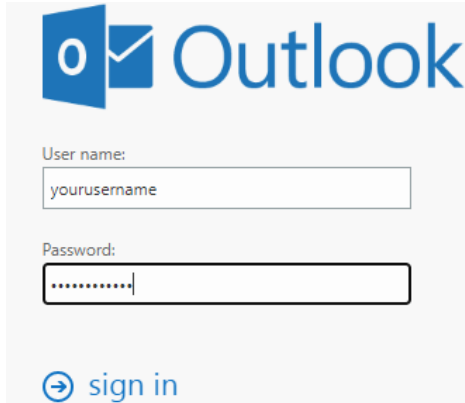 Outlook
User name:
yourusername
Password:
••••••••••••
sign in